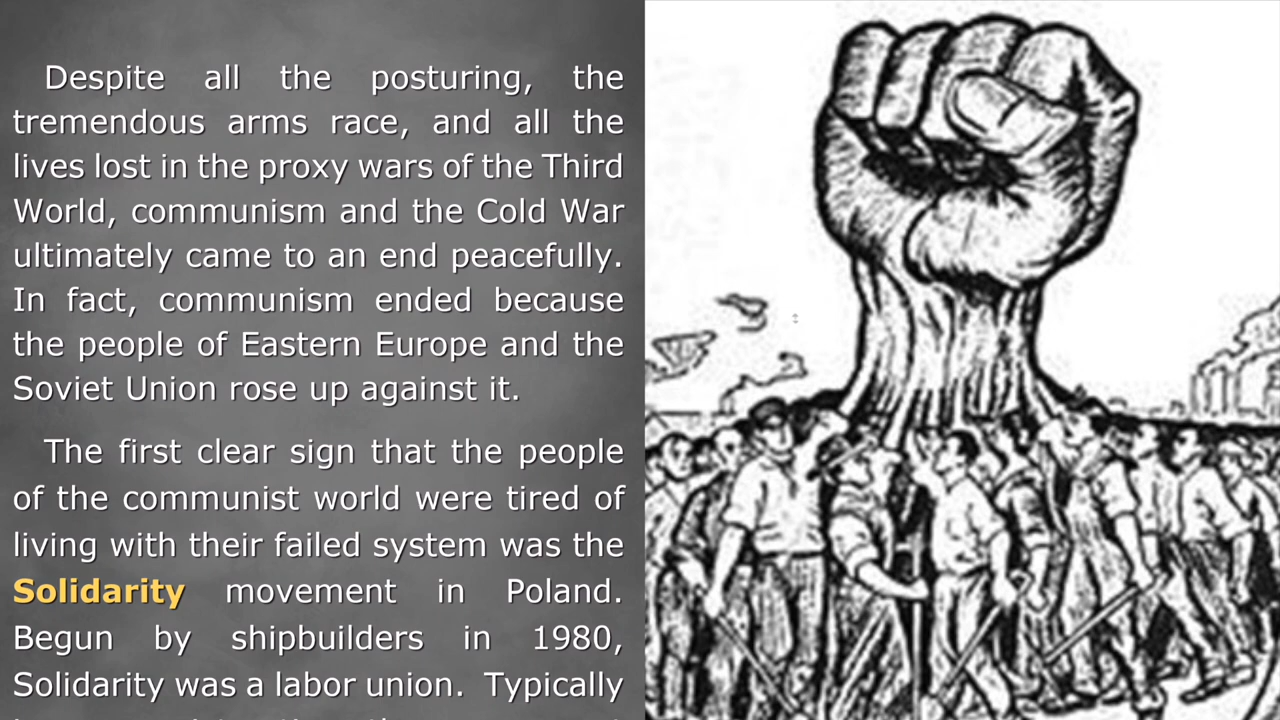 Despite all the posturing, the
tremendous arms race, and all the
lives lost in the proxy wars of the Third
World, communism and the Cold War
ultimately came to an end peacefully.
In fact, communism ended because
the people of Eastern Europe and the
Soviet Union rose up against it.
The first clear sign that the people
of the communist world were tired of
living with their failed system was the
Solidarity movement in Poland.
Begun by shipbuilders in 1980,
Solidarity was a labor union. Typically